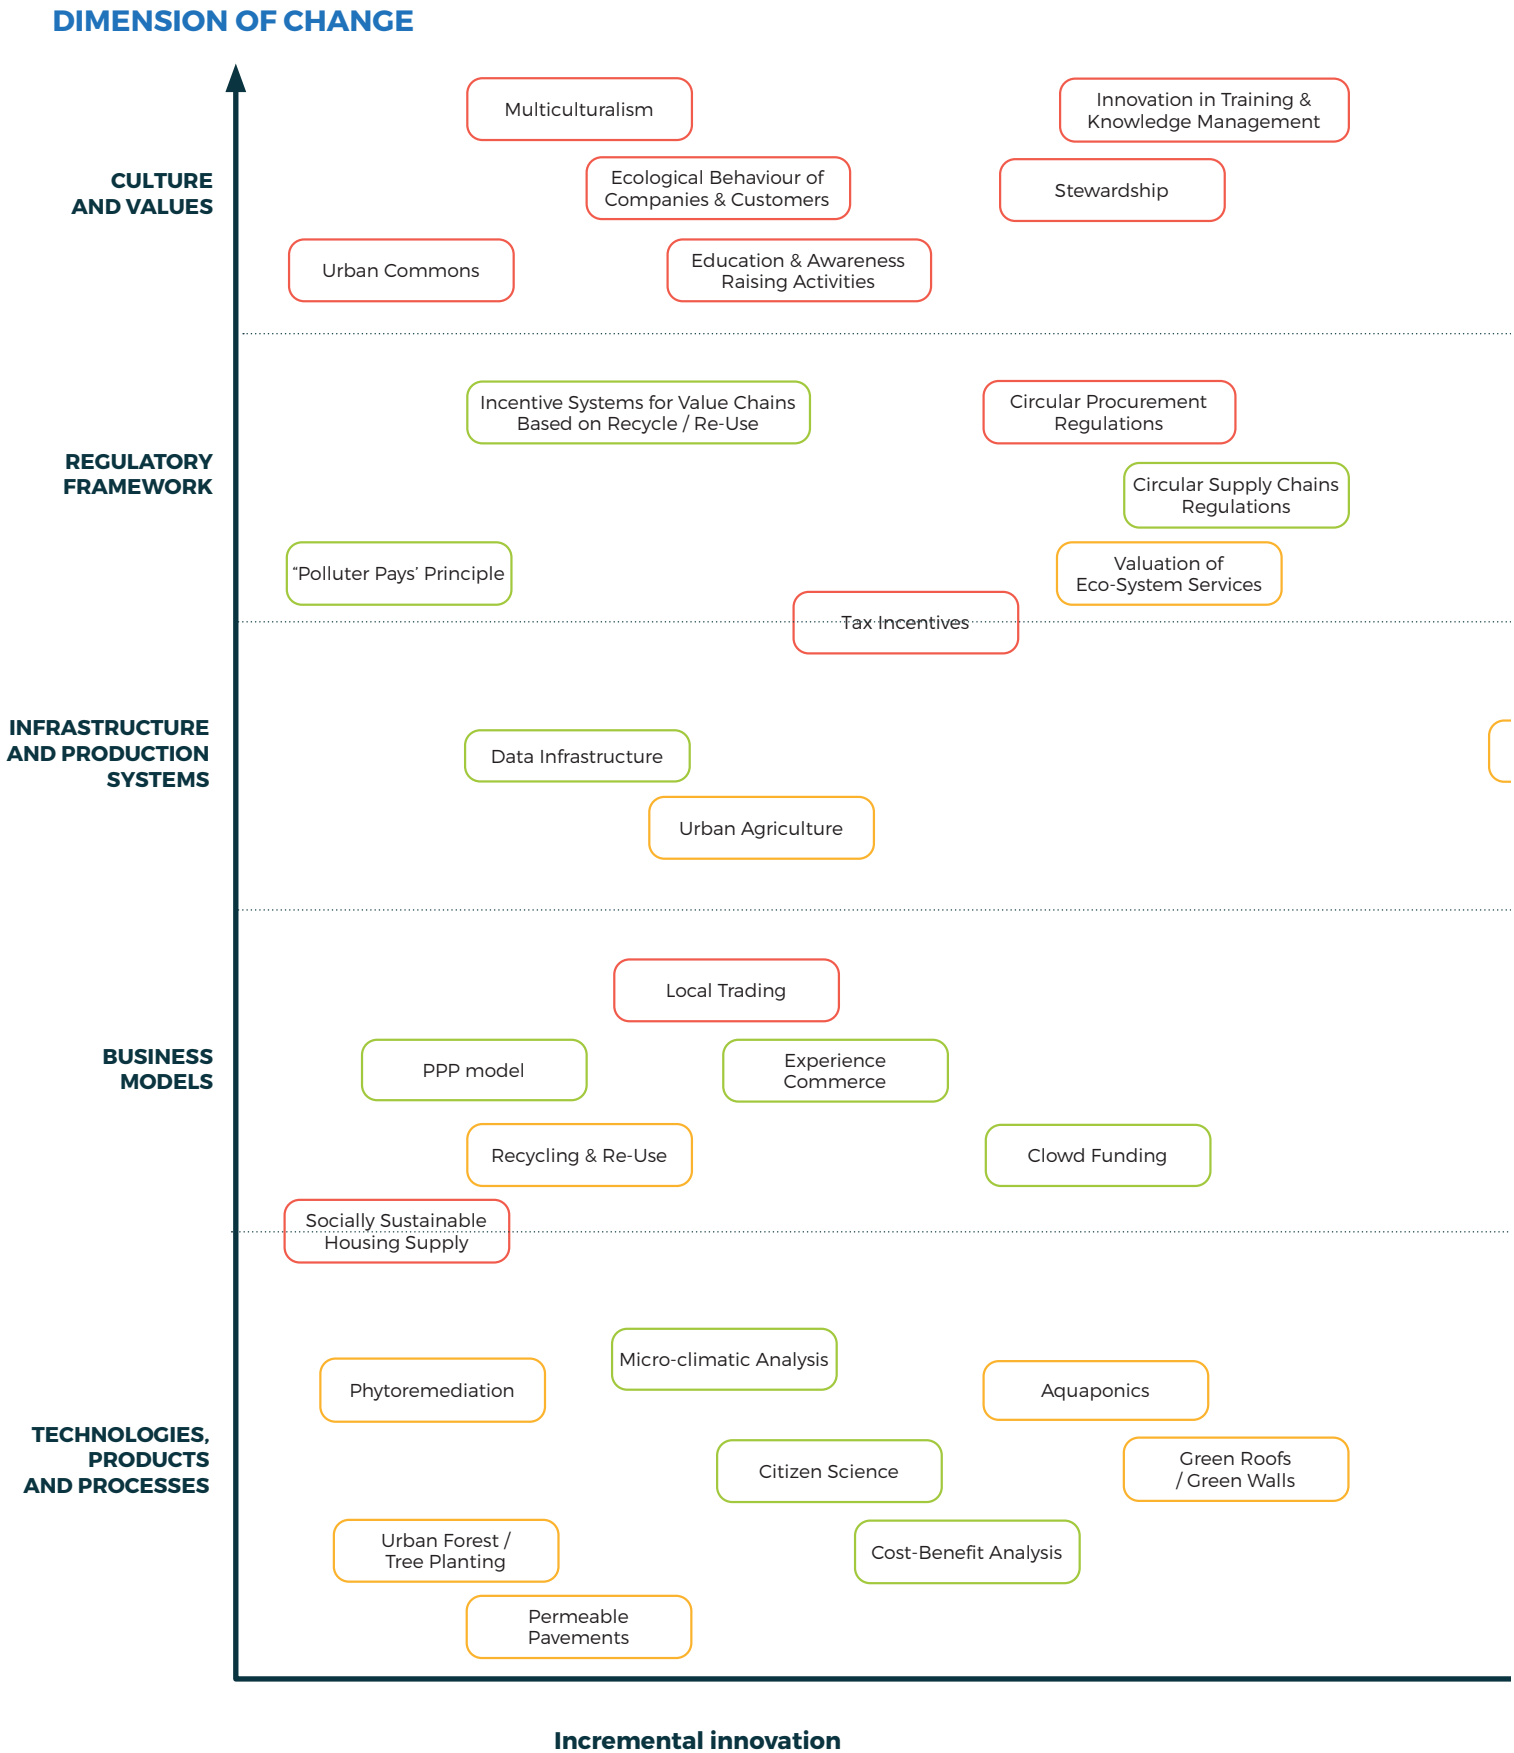 DIMENSION OF CHANGE
CULTURE
AND VALUES
Multiculturalism
Innovation in Training &
Knowledge Management
Ecological Behaviour of
Companies & Customers
Stewardship
Urban Commons
Education & Awareness
Raising Activities
REGULATORY
FRAMEWORK
Incentive Systems for Value Chains
Based on Recycle / Re-Use
Circular Procurement
Regulations
Circular Supply Chains
Regulations
“Polluter Pays’ Principle
Valuation of
Eco-System Services
Tax Incentives
INFRASTRUCTURE
AND PRODUCTION
SYSTEMS
Data Infrastructure
Urban Agriculture
BUSINESS
MODELS
Local Trading
PPP model
Experience
Commerce
Recycling & Re-Use
Clowd Funding
Socially Sustainable
Housing Supply
TECHNOLOGIES,
PRODUCTS
AND PROCESSES
Micro-climatic Analysis
Phytoremediation
Aquaponics
Citizen Science
Green Roofs
/ Green Walls
Urban Forest /
Tree Planting
Cost-Benefit Analysis
Permeable
Pavements
Incremental innovation